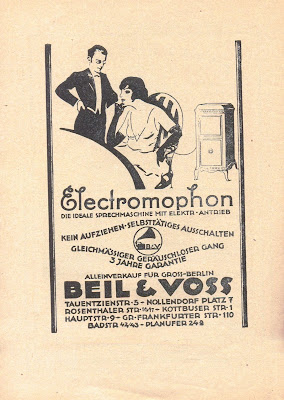 Electromophon
DIE IDEALE SPRECHMASCHINE MIT ELEKTR-ANTRIEB
KEIN AUFZIEHEN-SELBSTTÄTIGES AUSSCHALTEN
B&V
GLEICHMÄSSIGER GERÄUSCHLOSER GANG
3 JAHRE GARANTIE
ALLEINVERKAUF FÜR GROSS-BERLIN
BEIL & VOSS
TAUENTZIENSTR-5-NOLLENDORF PLATZ 7
ROSENTHALER STR-16/17-KOTTBUSER STR-1
HAUPTSTR-9-GR-FRANKFURTER STR-110
BADSTR 42/43-PLANUFER 24a